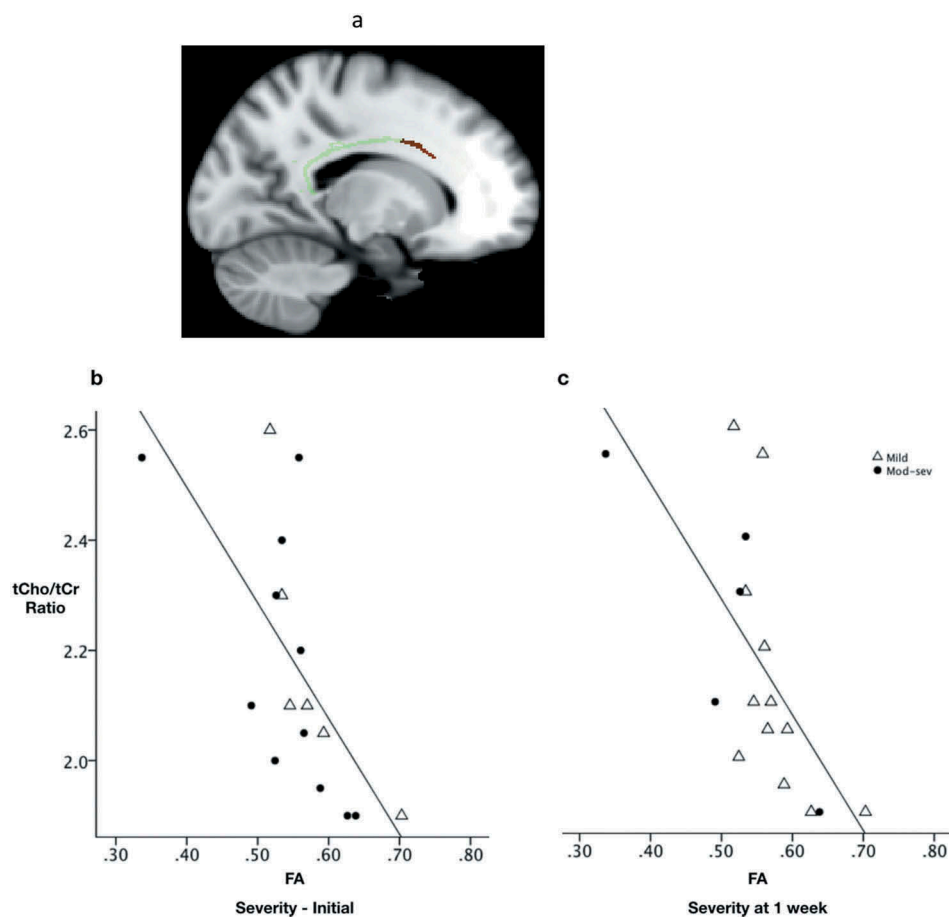 a
b
2.6
2.4
tCho/tCr
Ratio
2.2
2.0
.30 .40 .50 .60 .70 .80
FA
Severity - Initial
c
Mild
Mod-sev
.30 .40 .50 .60 .70 .80
FA
Severity at 1 week